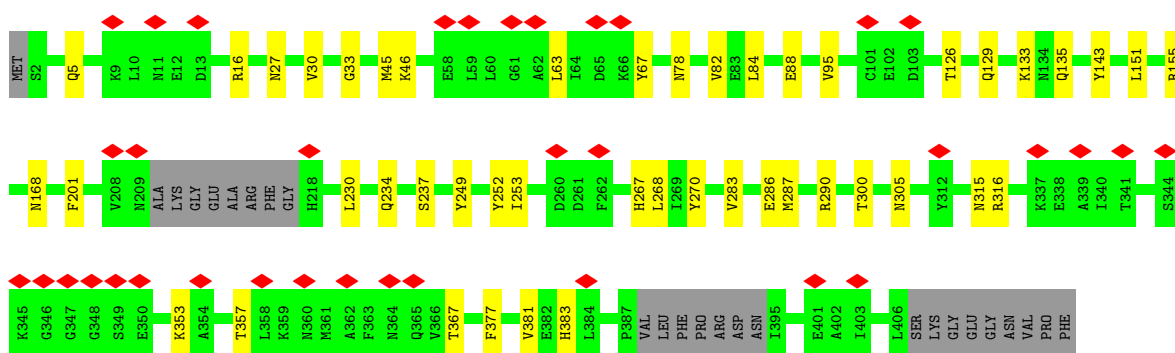 MET S2 Q5 K9 L10 N11 E12 D13 R16 N27 V30 G33 M45 K46 E58 L59 L60 G61 A62 L63 I64 D65 K66 Y67 N78 V82 E83 L84 E88 V95 C101 E102 D103 T126 Q129 K133 N134 Q135 Y143 L151 R155
N168 F201 V208 N209 ALA LYS GLY GLU ALA ARG PHE GLY H218 L230 Q234 S237 Y249 Y252 I253 D260 D261 F262 H267 L268 I269 Y270 V283 E286 M287 R290 T300 N305 Y312 N315 R316 K337 E338 A339 I340 T341 S344
K345 G346 G347 G348 S349 E350 K353 A354 T357 L358 K359 N360 M361 A362 F363 N364 Q365 V366 T367 F377 V381 E382 H383 L384 P387 VAL LEU PHE PRO ARG ASP ASN I395 E401 A402 I403 L406 SER LYS GLY GLU GLY ASN VAL PRO PHE